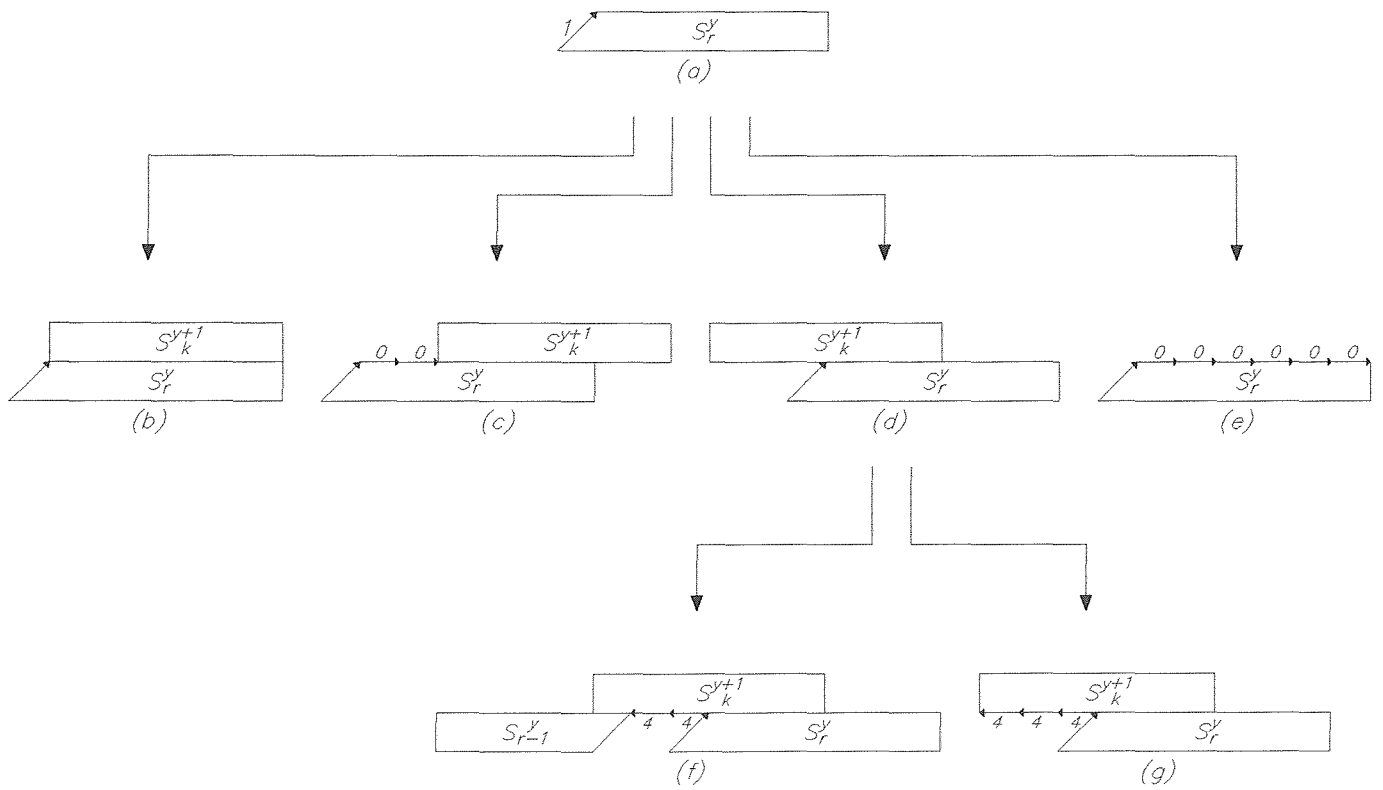 1 S_r^y
(a)
S_k^{y+1}
S_r^y
(b)
0 0 S_k^{y+1}
S_r^y
(c)
S_k^{y+1}
S_r^y
(d)
0 0 0 0 0 0
S_r^y
(e)
S_k^{y+1}
4 4
S_{r-1}^y S_r^y
(f)
S_k^{y+1}
4 4 4
S_r^y
(g)